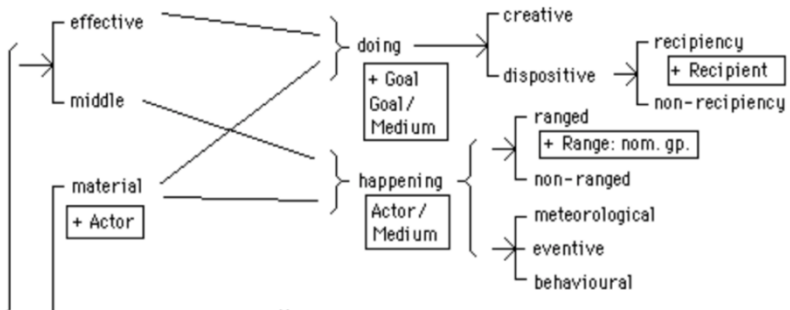 effective
middle
material
+ Actor
doing
+ Goal
Goal/
Medium
happening
Actor/
Medium
creative
dispositive
recipiency
+ Recipient
non-recipiency
ranged
+ Range: nom. gp.
non-ranged
meteorological
eventive
behavioural